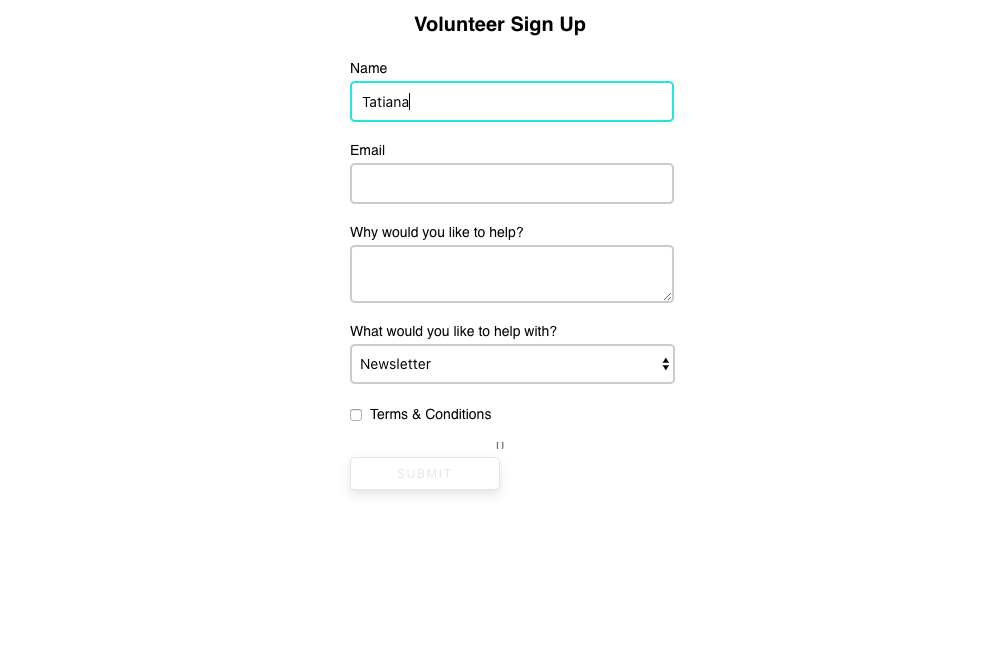 Volunteer Sign Up
Name
Tatiana
Email
Why would you like to help?
What would you like to help with?
Newsletter
Terms & Conditions
SUBMIT